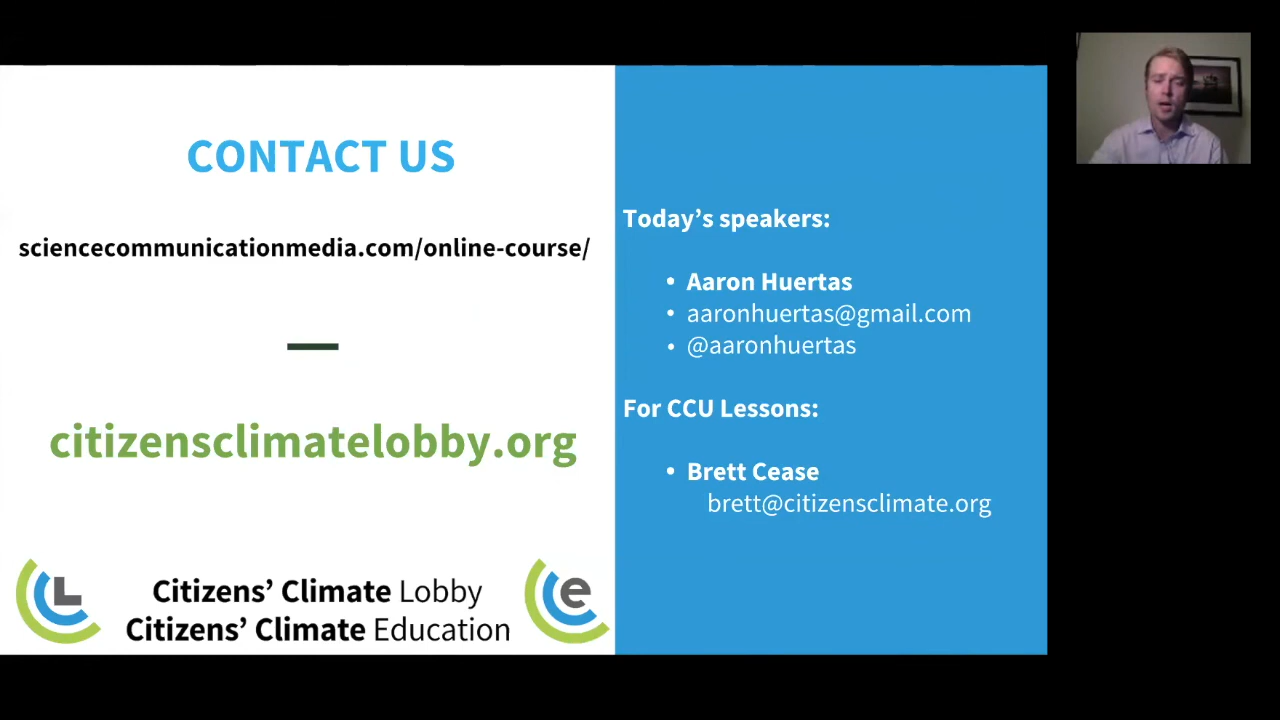 CONTACT US
sciencecommunicationmedia.com/online-course/
citizensclimatelobby.org
L
Citizens’ Climate Lobby
Citizens’ Climate Education
e
Today’s speakers:
• Aaron Huertas
• aaronhuertas@gmail.com
• @aaronhuertas
For CCU Lessons:
• Brett Cease
brett@citizensclimate.org